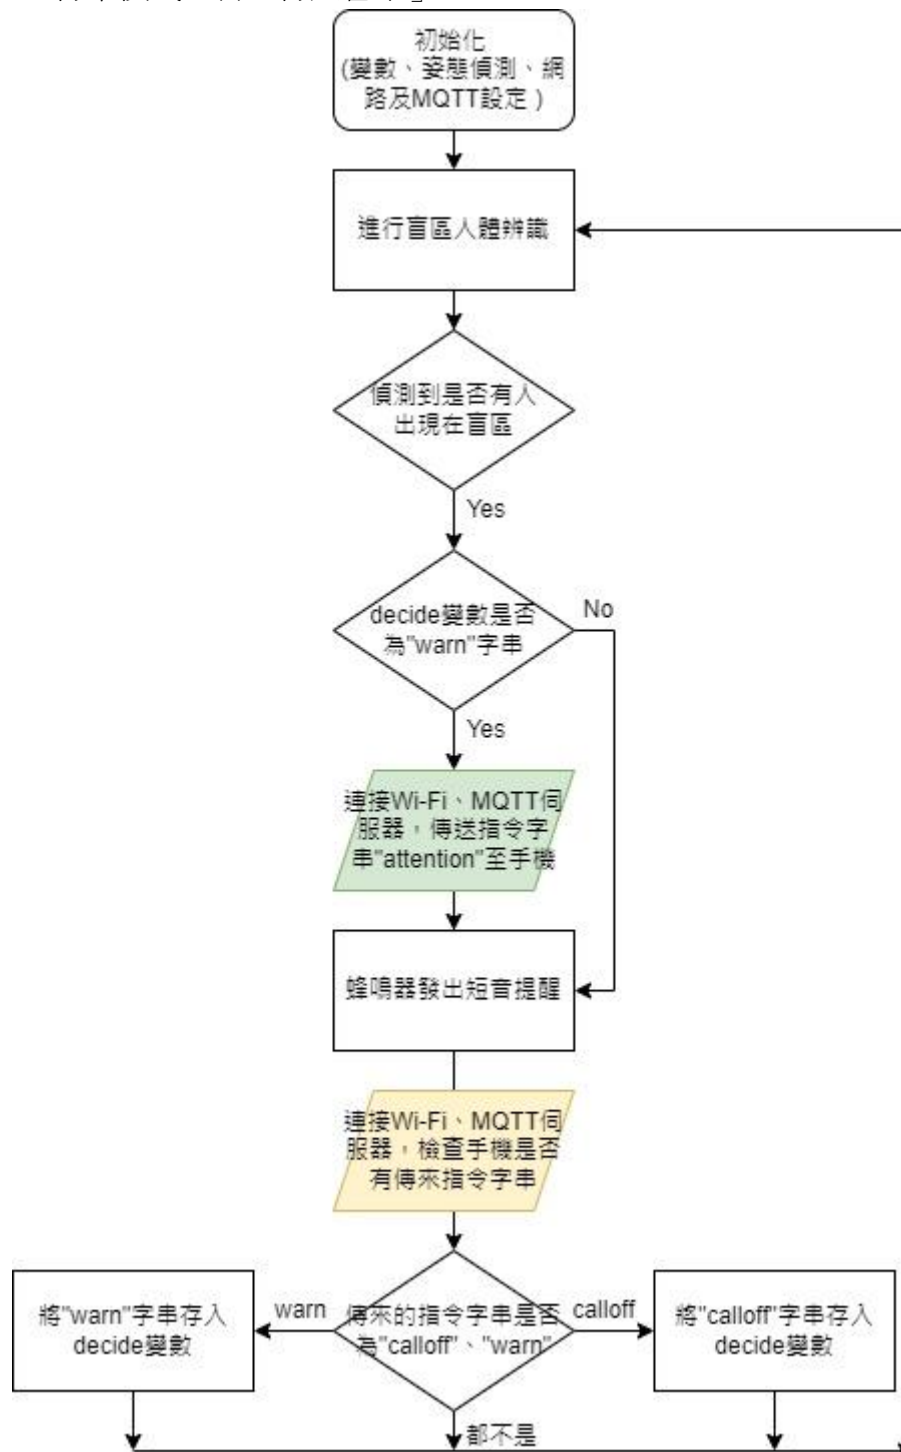 初始化
(變數、姿態偵測、網
路及MQTT設定 )
進行盲區人體辨識
偵測到是否有人
出現在盲區
Yes
decide變數是否
為"warn"字串
No
Yes
連接Wi-Fi、MQTT伺
服器，傳送指令字
串"attention"至手機
蜂鳴器發出短音提醒
連接Wi-Fi、MQTT伺
服器，檢查手機是否
有傳來指令字串
將"warn"字串存入
decide變數
warn
傳來的指令字串是否
為"calloff"、"warn"
calloff
將"calloff"字串存入
decide變數
都不是